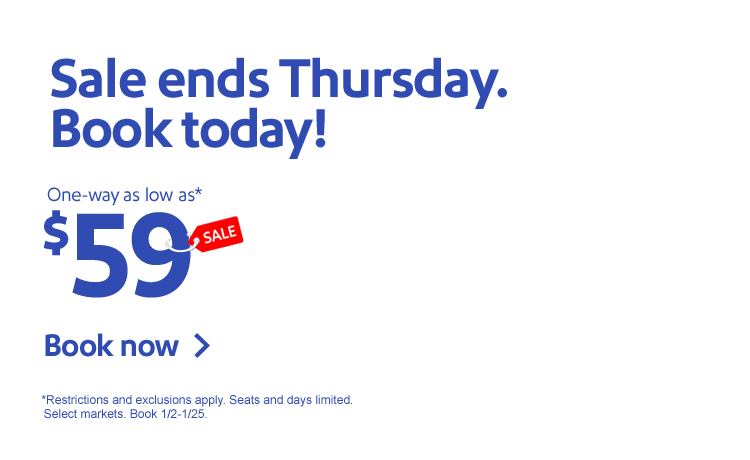 Sale ends Thursday.
Book today!
One-way as low as*
$59
SALE
Book now >
*Restrictions and exclusions apply. Seats and days limited.
Select markets. Book 1/2-1/25.